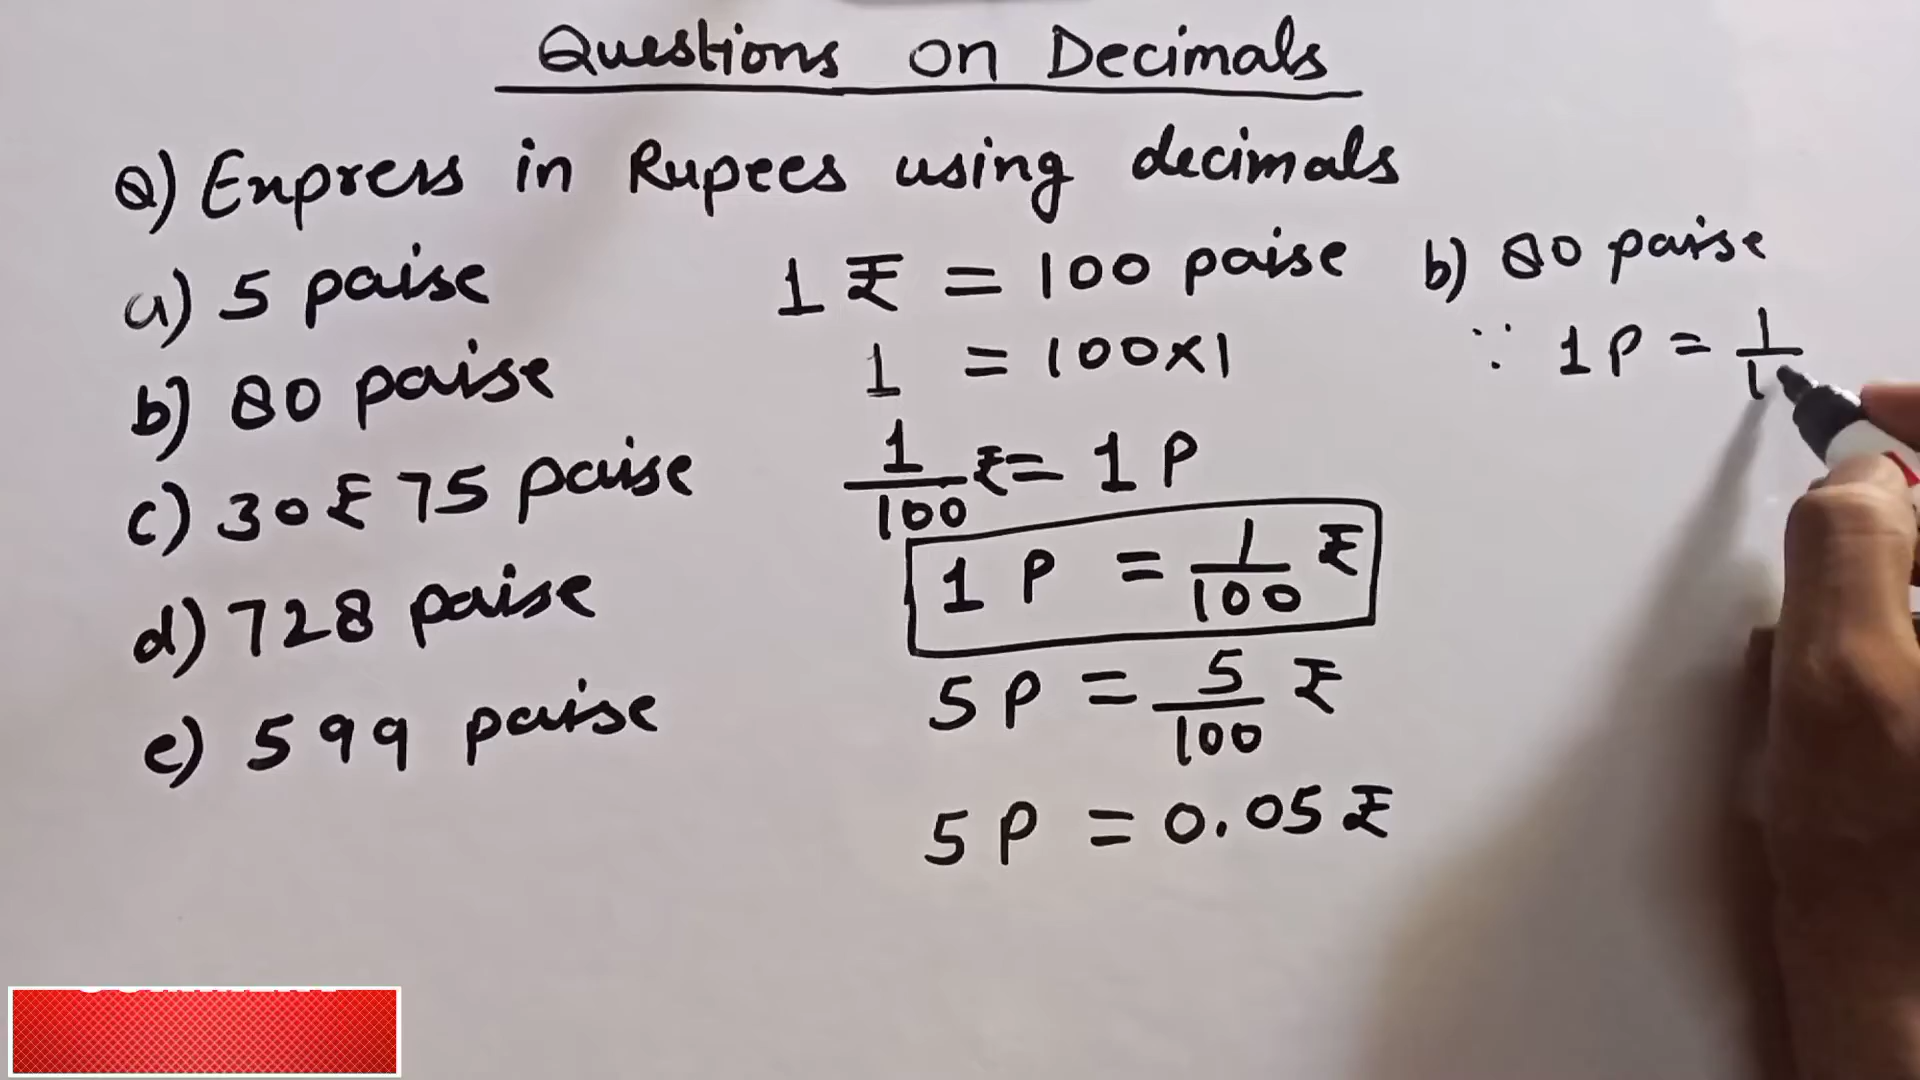 Questions on Decimals
Q) Express in Rupees using decimals
a) 5 paise
b) 80 paise
c) 30₹ 75 paise
d) 728 paise
e) 599 paise
1 ₹ = 100 paise
1 = 100×1
1/100 ₹ = 1 P
1 P = 1/100 ₹
5 P = 5/100 ₹
5 P = 0.05 ₹
b) 80 paise
∵ 1 P = 1/1